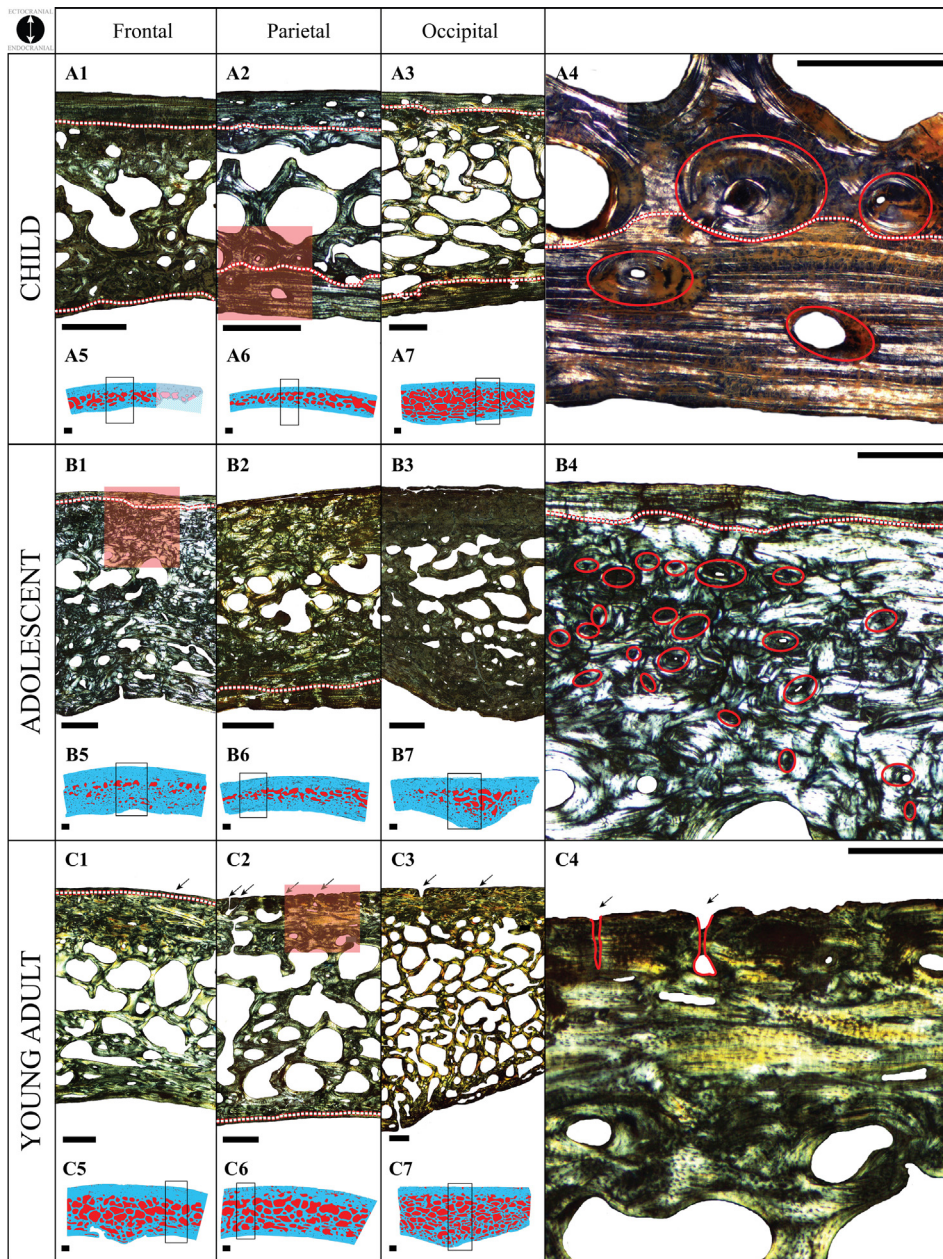 ECTOCRANIAL
ENDOCRANIAL
Frontal
Parietal
Occipital
CHILD
A1
A2
A3
A4
A5
A6
A7
ADOLESCENT
B1
B2
B3
B4
B5
B6
B7
YOUNG ADULT
C1
C2
C3
C4
C5
C6
C7